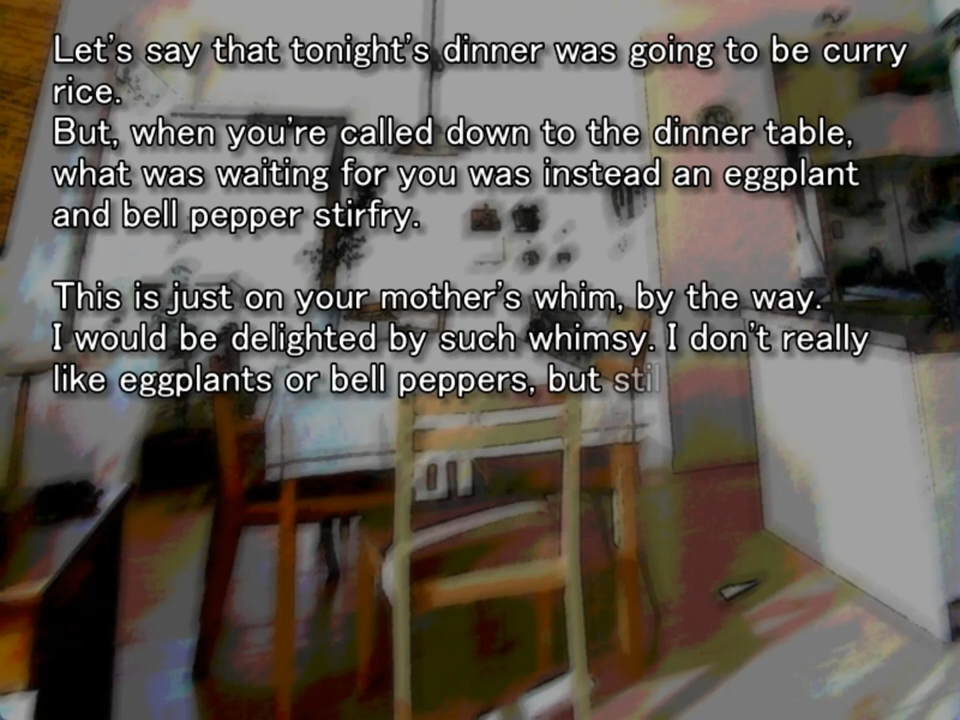 Let's say that tonight's dinner was going to be curry
rice.
But, when you're called down to the dinner table,
what was waiting for you was instead an eggplant
and bell pepper stirfry.
This is just on your mother's whim, by the way.
I would be delighted by such whimsy. I don't really
like eggplants or bell peppers, but stil